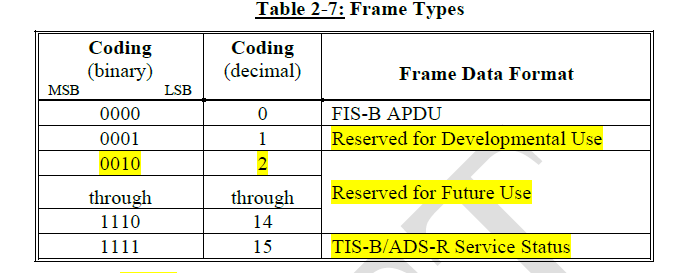 Table 2-7: Frame Types
Coding (binary) MSB LSB Coding (decimal) Frame Data Format
0000 0 FIS-B APDU
0001 1 Reserved for Developmental Use
0010 2
through through Reserved for Future Use
1110 14
1111 15 TIS-B/ADS-R Service Status